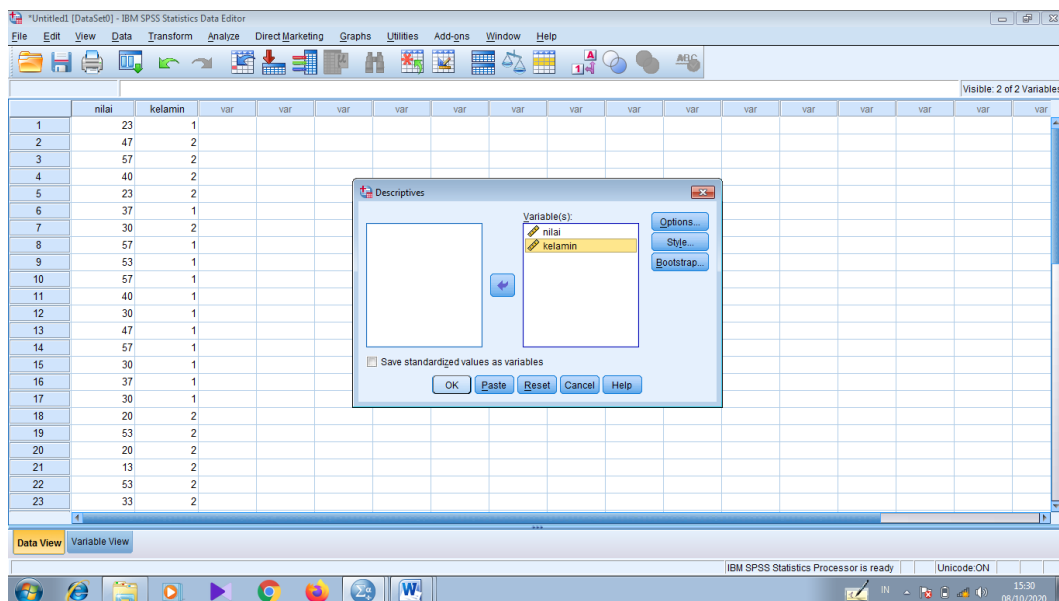 *Untitled1 [DataSet0] - IBM SPSS Statistics Data Editor
File Edit View Data Transform Analyze Direct Marketing Graphs Utilities Add-ons Window Help
Visible: 2 of 2 Variables
nilai kelamin var var var var var var var var var var var var var var
1 23 1
2 47 2
3 57 2
4 40 2
5 23 2
6 37 1
7 30 2
8 57 1
9 53 1
10 57 1
11 40 1
12 30 1
13 47 1
14 57 1
15 30 1
16 37 1
17 30 1
18 20 2
19 53 2
20 20 2
21 13 2
22 53 2
23 33 2
Descriptives
Variable(s):
nilai
kelamin
Options...
Style...
Bootstrap...
Save standardized values as variables
OK Paste Reset Cancel Help
Data View Variable View
IBM SPSS Statistics Processor is ready Unicode:ON
IN 15:30
08/10/2020